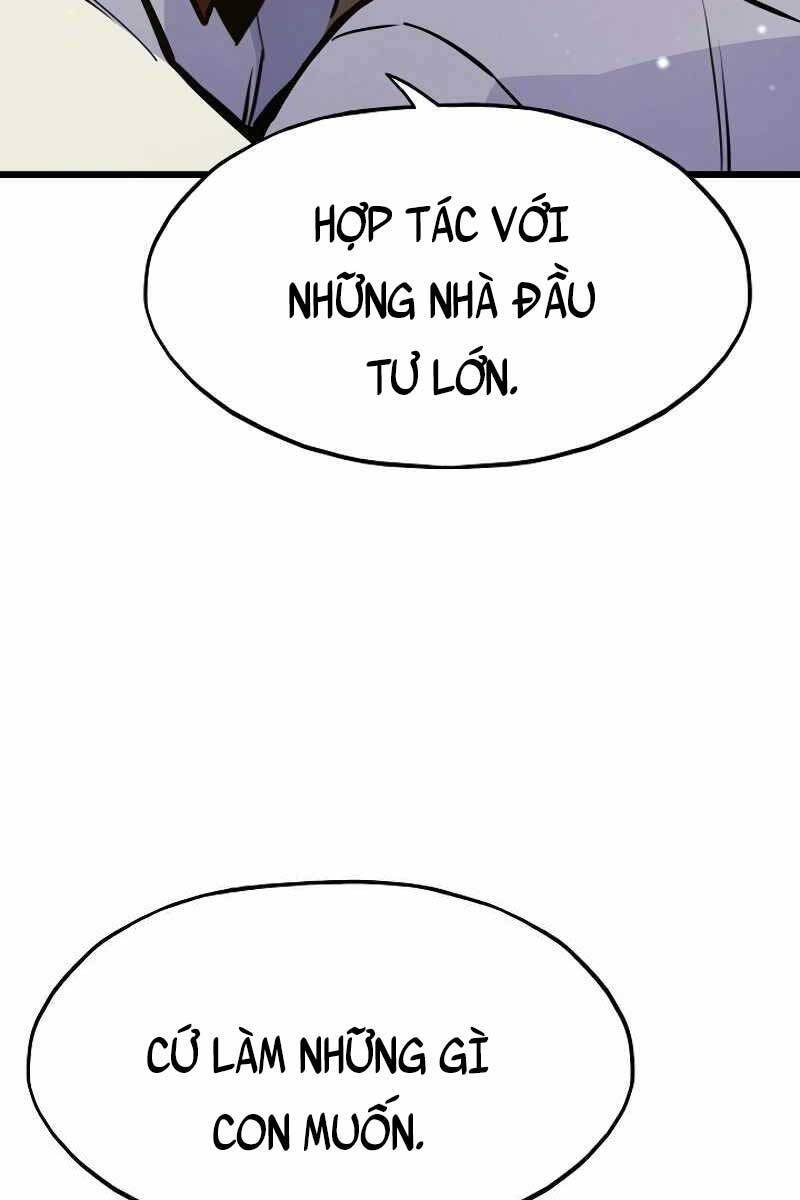 HỢP TÁC VỚI
NHỮNG NHÀ ĐẦU
TƯ LỚN.
CỨ LÀM NHỮNG GÌ
CON MUỐN.